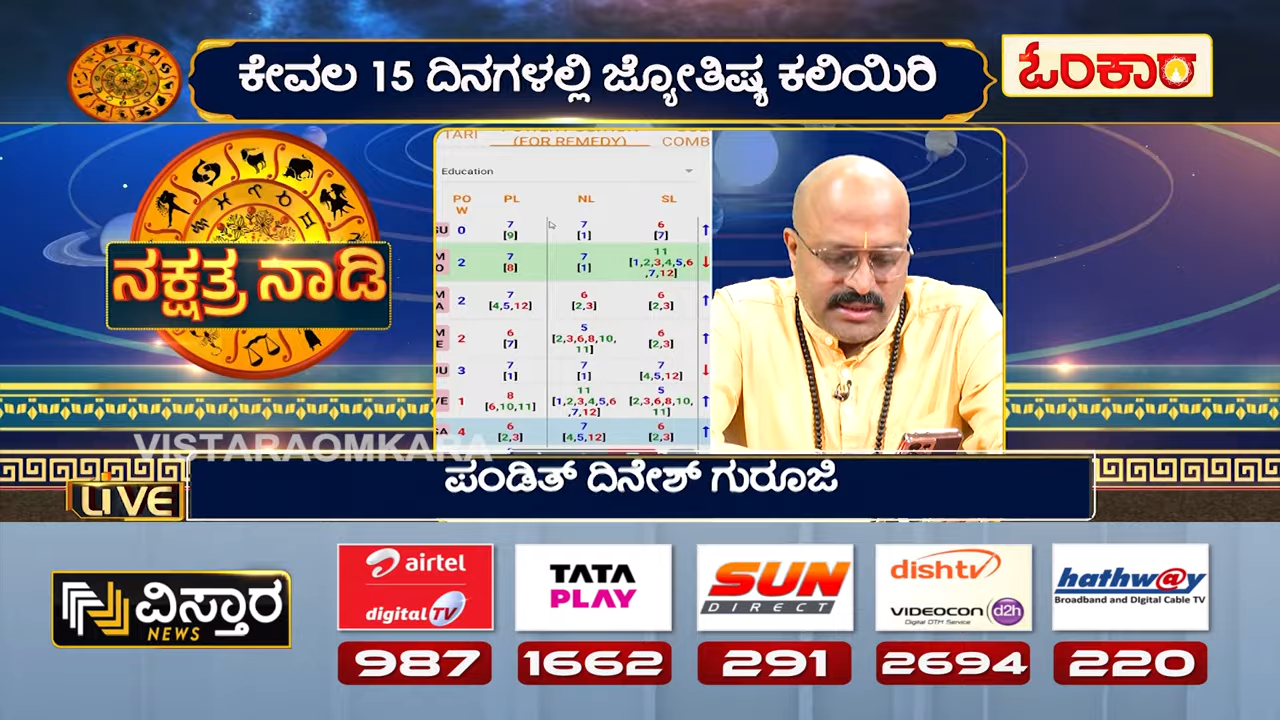 ಕೇವಲ 15 ದಿನಗಳಲ್ಲಿ ಜ್ಯೋತಿಷ್ಯ ಕಲಿಯಿರಿ
ಓಂಕಾರ
ನಕ್ಷತ್ರ ನಾಡಿ
TARI
(FOR REMEDY)
COMB
Education
POW PL NL SL
SU 0 7 [9] 7 [1] 6 [7] ↑
MO 2 7 [8] 7 [1] 11 [1,2,3,4,5,6,7,12] ↓
MA 2 7 [4,5,12] 6 [2,3] 6 [2,3] ↑
ME 2 6 [7] 5 [2,3,6,8,10,11] 6 [2,3] ↑
JU 3 7 [1] 7 [1] 7 [4,5,12] ↓
VE 1 8 [6,10,11] 11 [1,2,3,4,5,6,7,12] 5 [2,3,6,8,10,11] ↑
SA 4 6 [2,3] 7 [4,5,12] 6 [2,3] ↑
VISTARAOMKARA
LIVE
ಪಂಡಿತ್ ದಿನೇಶ್ ಗುರೂಜಿ
ವಿಸ್ತಾರ
NEWS
airtel
digital TV
987
TATA
PLAY
1662
SUN
DIRECT
291
dishtv
VIDEOCON d2h
Digital DTH Service
2694
hathw@y
Broadband and Digital Cable TV
220